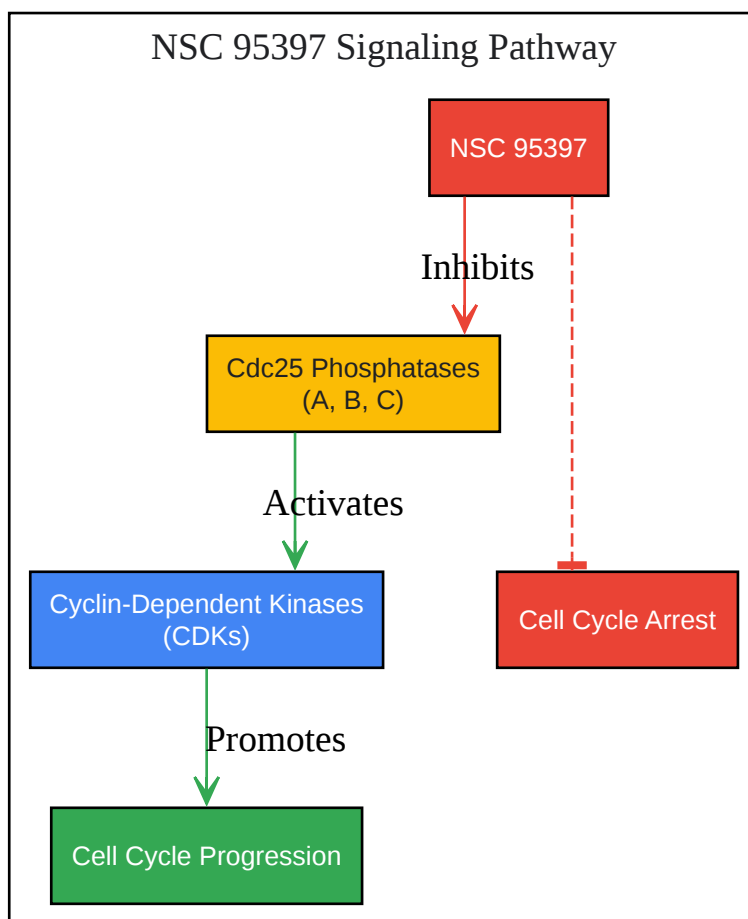 NSC 95397 Signaling Pathway
NSC 95397
Inhibits
Cdc25 Phosphatases
(A, B, C)
Activates
Cyclin-Dependent Kinases
(CDKs)
Cell Cycle Arrest
Promotes
Cell Cycle Progression